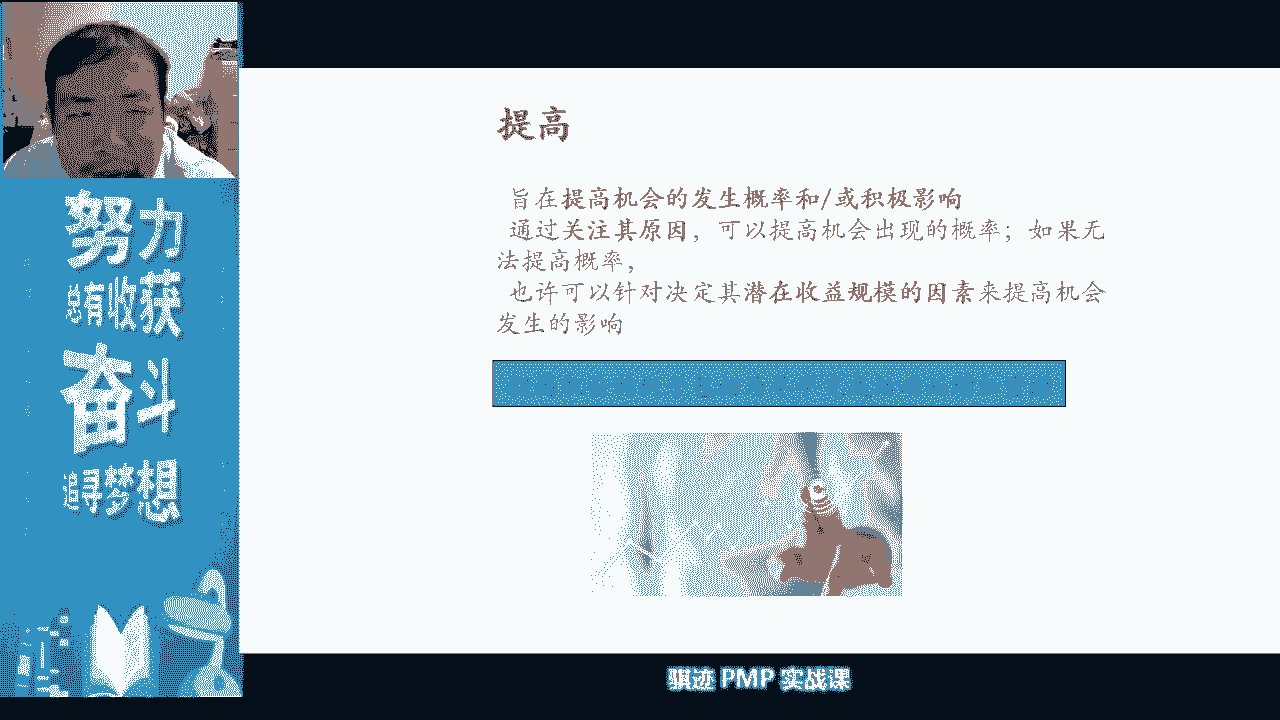 努力
总有收获
奋斗
追寻梦想
提高
旨在提高机会的发生概率和/或积极影响
通过关注其原因，可以提高机会出现的概率；如果无
法提高概率，
也许可以针对决定其潜在收益规模的因素来提高机会
发生的影响
骐迹 PMP 实战课